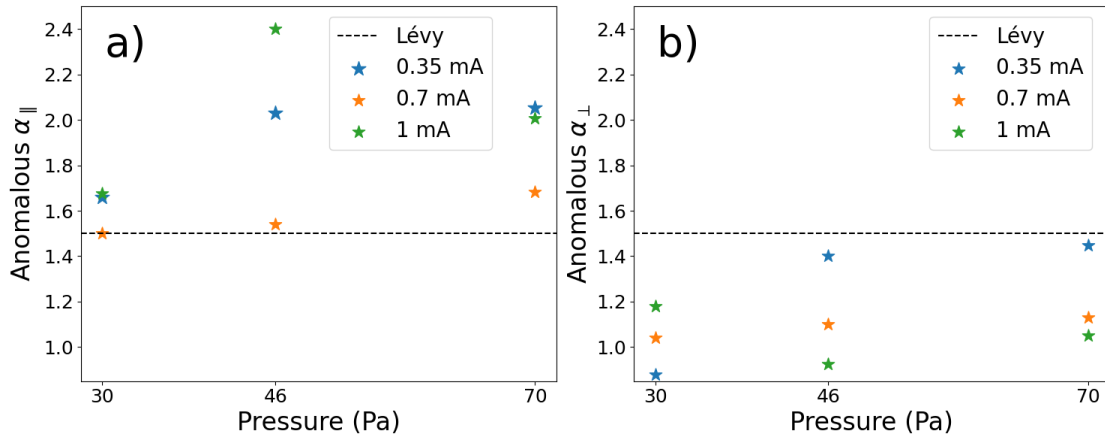 a)
Lévy
0.35 mA
0.7 mA
1 mA
2.4
2.2
2.0
1.8
1.6
1.4
1.2
1.0
Anomalous α∥
30
46
70
Pressure (Pa)
b)
Lévy
0.35 mA
0.7 mA
1 mA
2.4
2.2
2.0
1.8
1.6
1.4
1.2
1.0
Anomalous α⊥
30
46
70
Pressure (Pa)